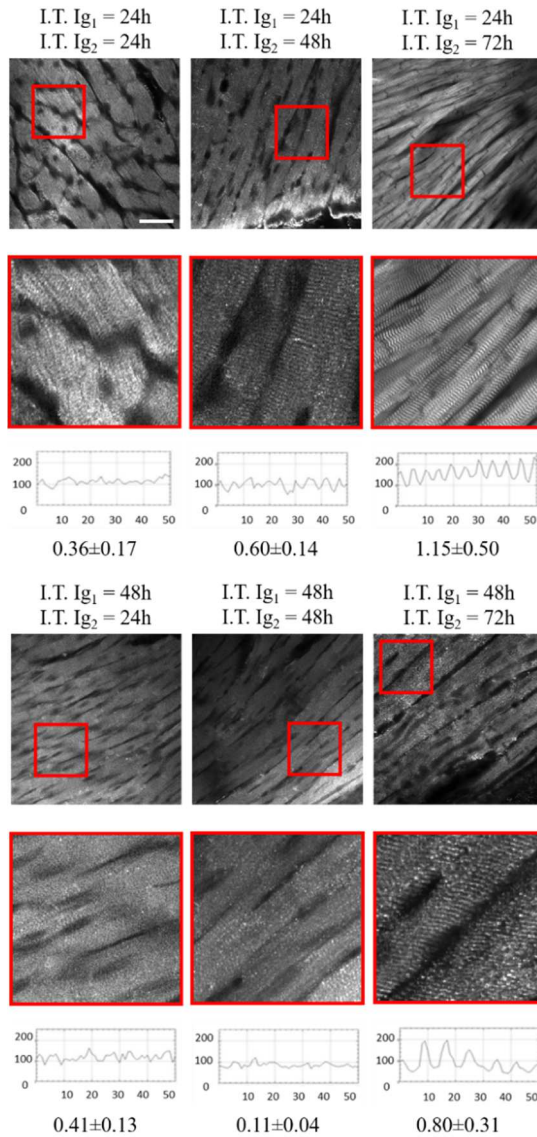 I.T. Ig₁ = 24h I.T. Ig₁ = 24h I.T. Ig₁ = 24h
I.T. Ig₂ = 24h I.T. Ig₂ = 48h I.T. Ig₂ = 72h
200 200 200
100 100 100
0 0 0
10 20 30 40 50 10 20 30 40 50 10 20 30 40 50
0.36±0.17 0.60±0.14 1.15±0.50
I.T. Ig₁ = 48h I.T. Ig₁ = 48h I.T. Ig₁ = 48h
I.T. Ig₂ = 24h I.T. Ig₂ = 48h I.T. Ig₂ = 72h
200 200 200
100 100 100
0 0 0
10 20 30 40 50 10 20 30 40 50 10 20 30 40 50
0.41±0.13 0.11±0.04 0.80±0.31